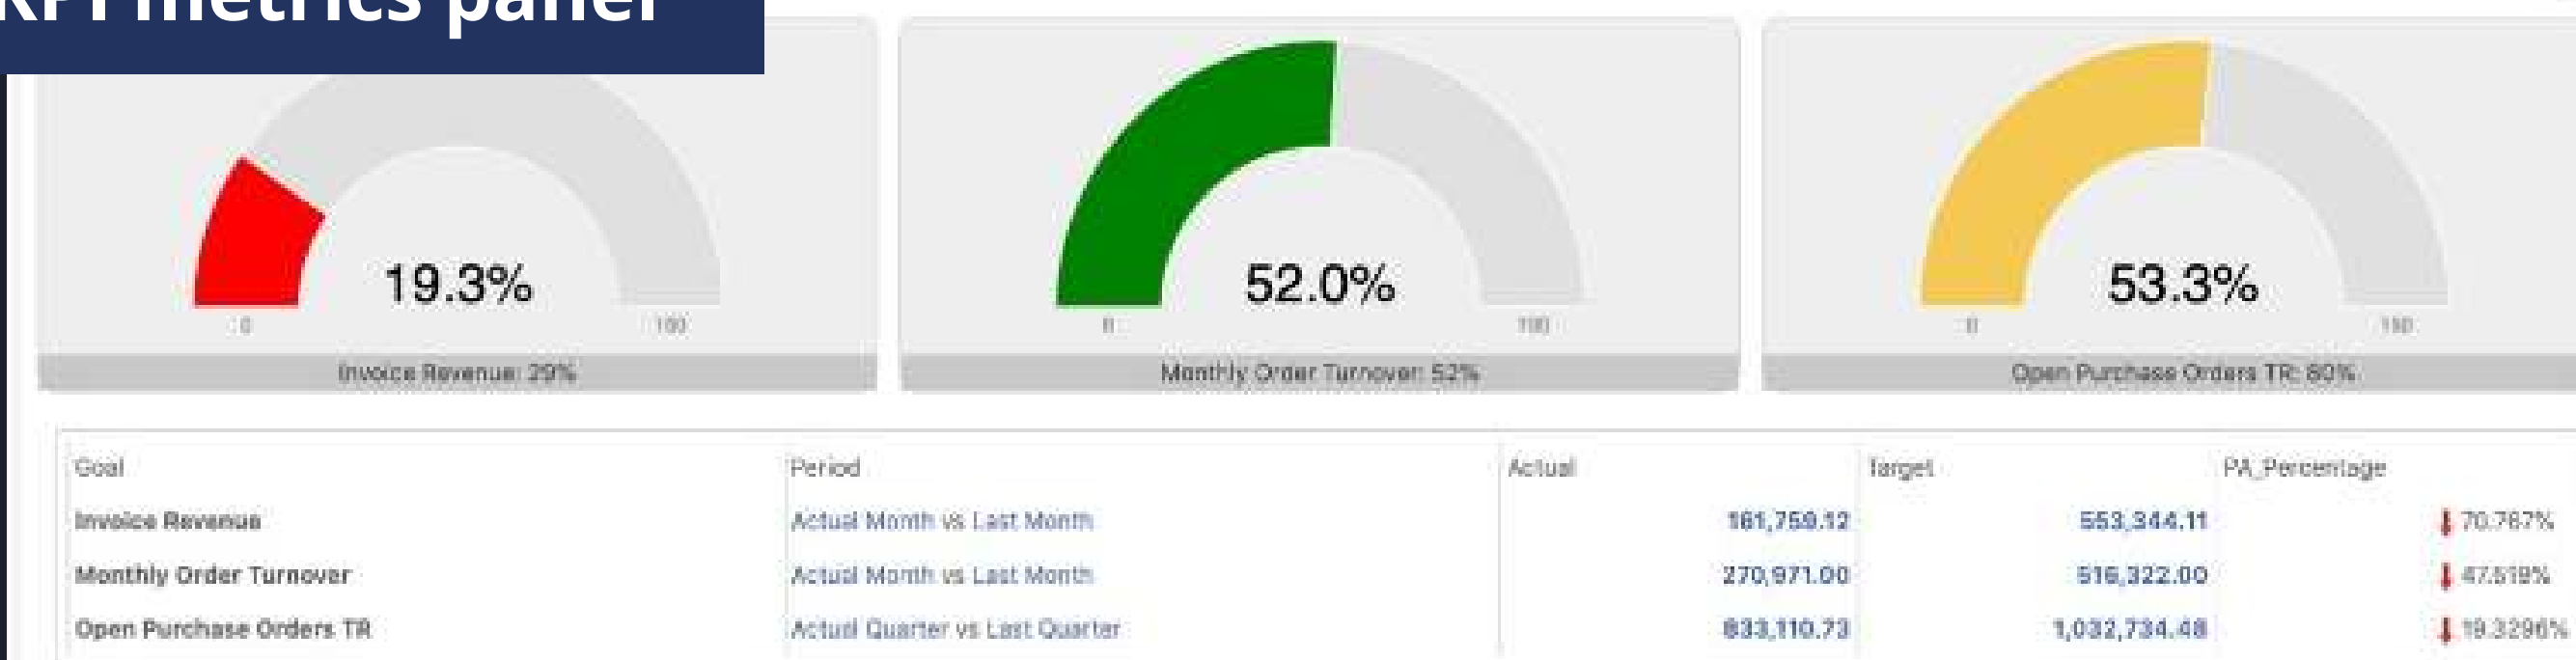 KPI metrics panel
19.3%
0 150
Invoice Revenue: 29%
52.0%
0 100
Monthly Order Turnover: 52%
53.3%
0 150
Open Purchase Orders TR: 80%
Goal Period Actual Target PA_Percentage
Invoice Revenue Actual Month vs Last Month 161,759.12 553,344.11 70.767%
Monthly Order Turnover Actual Month vs Last Month 270,971.00 516,322.00 47.519%
Open Purchase Orders TR Actual Quarter vs Last Quarter 833,110.73 1,032,734.48 19.3296%